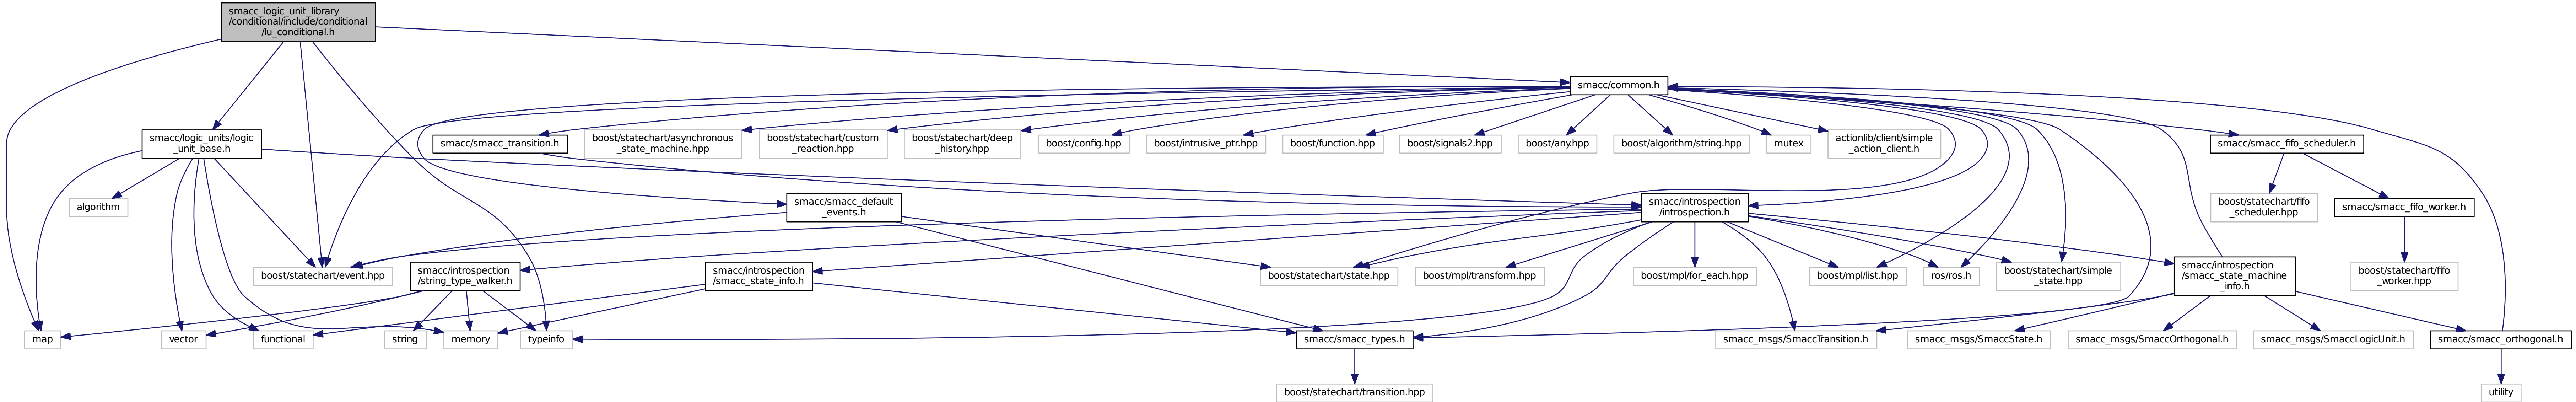 smacc_logic_unit_library
/conditional/include/conditional
/lu_conditional.h
smacc/common.h
smacc/logic_units/logic
_unit_base.h
smacc/smacc_transition.h
boost/statechart/asynchronous
_state_machine.hpp
boost/statechart/custom
_reaction.hpp
boost/statechart/deep
_history.hpp
boost/config.hpp
boost/intrusive_ptr.hpp
boost/function.hpp
boost/signals2.hpp
boost/any.hpp
boost/algorithm/string.hpp
mutex
actionlib/client/simple
_action_client.h
smacc/smacc_fifo_scheduler.h
algorithm
smacc/smacc_default
_events.h
smacc/introspection
/introspection.h
boost/statechart/fifo
_scheduler.hpp
smacc/smacc_fifo_worker.h
boost/statechart/event.hpp
smacc/introspection
/string_type_walker.h
smacc/introspection
/smacc_state_info.h
boost/statechart/state.hpp
boost/mpl/transform.hpp
boost/mpl/for_each.hpp
boost/mpl/list.hpp
ros/ros.h
boost/statechart/simple
_state.hpp
smacc/introspection
/smacc_state_machine
_info.h
boost/statechart/fifo
_worker.hpp
map
vector
functional
string
memory
typeinfo
smacc/smacc_types.h
smacc_msgs/SmaccTransition.h
smacc_msgs/SmaccState.h
smacc_msgs/SmaccOrthogonal.h
smacc_msgs/SmaccLogicUnit.h
smacc/smacc_orthogonal.h
boost/statechart/transition.hpp
utility